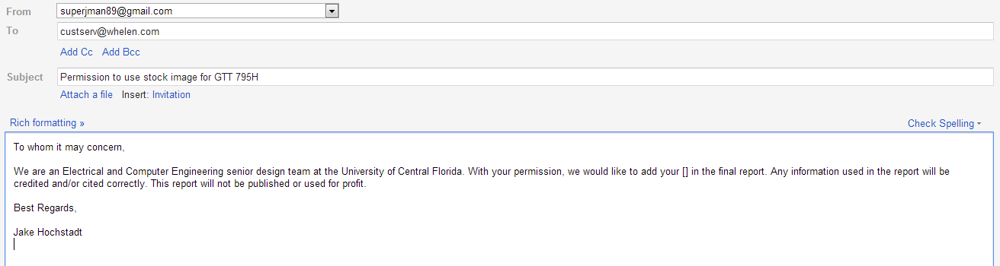 From superjman89@gmail.com
To custserv@whelen.com
Add Cc Add Bcc
Subject Permission to use stock image for GTT 795H
Attach a file Insert: Invitation
Rich formatting » Check Spelling
To whom it may concern,
We are an Electrical and Computer Engineering senior design team at the University of Central Florida. With your permission, we would like to add your [] in the final report. Any information used in the report will be
credited and/or cited correctly. This report will not be published or used for profit.
Best Regards,
Jake Hochstadt